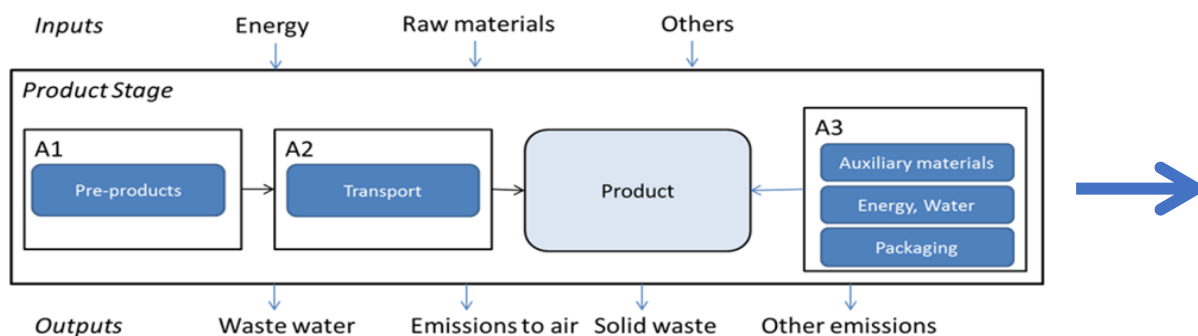 Inputs Energy Raw materials Others
Product Stage
A1
Pre-products
A2
Transport
Product
A3
Auxiliary materials
Energy, Water
Packaging
Outputs Waste water Emissions to air Solid waste Other emissions